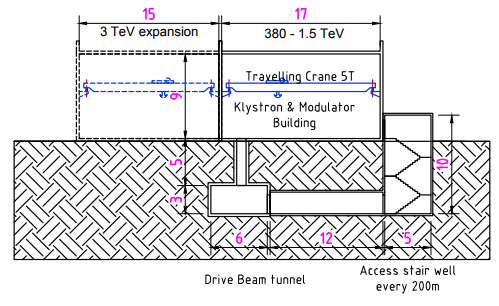 15
17
3 TeV expansion
380 - 1.5 TeV
Travelling Crane 5T
9
Klystron & Modulator
Building
5
10
3
6
12
5
Drive Beam tunnel
Access stair well
every 200m